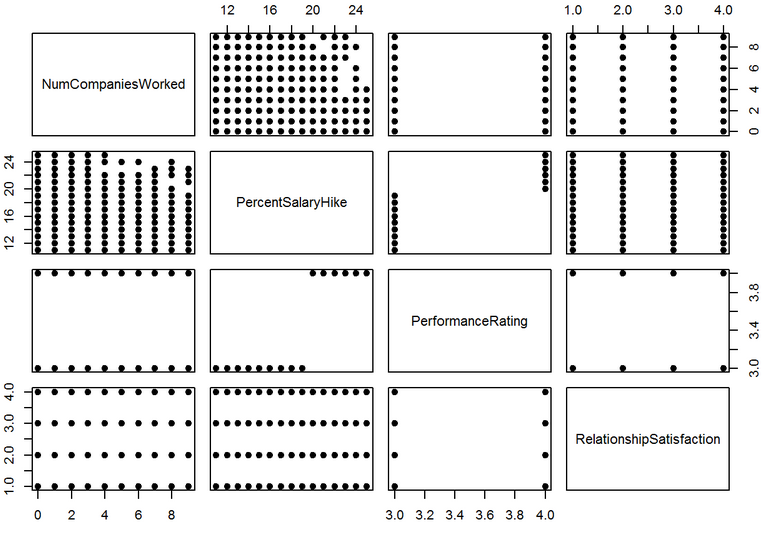 12 16 20 24
1.0 2.0 3.0 4.0
NumCompaniesWorked
0 2 4 6 8
12 16 20 24
PercentSalaryHike
PerformanceRating
3.0 3.4 3.8
1.0 2.0 3.0 4.0
RelationshipSatisfaction
0 2 4 6 8
3.0 3.2 3.4 3.6 3.8 4.0